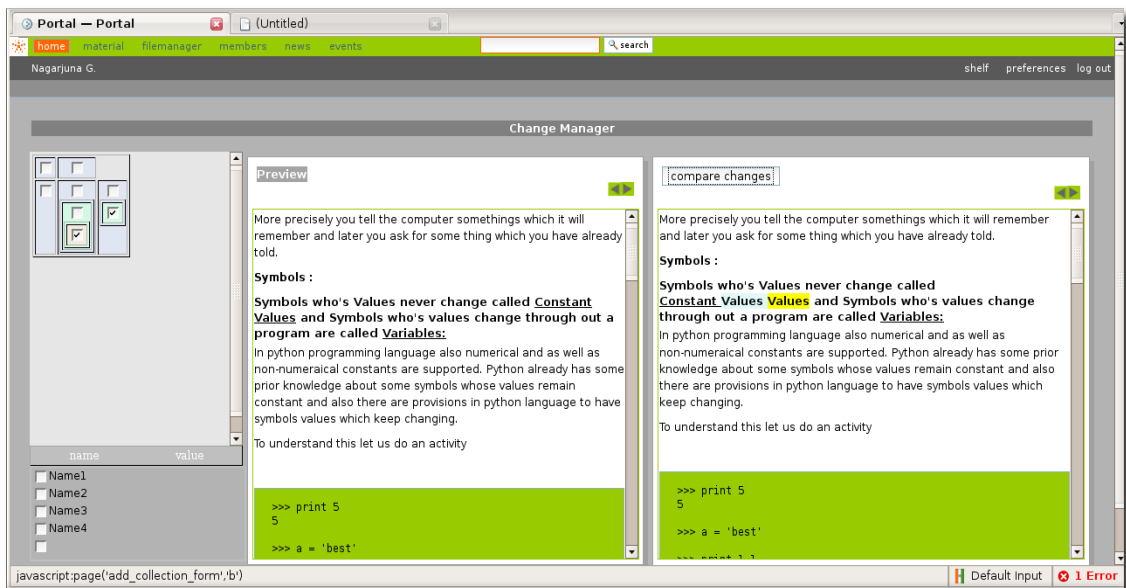 Portal — Portal
(Untitled)
home material filemanager members news events search
Nagarjuna G. shelf preferences log out
Change Manager
Preview
More precisely you tell the computer somethings which it will
remember and later you ask for some thing which you have already
told.
Symbols :
Symbols who's Values never change called Constant
Values and Symbols who's values change through out a
program are called Variables:
In python programming language also numerical and as well as
non-numeraical constants are supported. Python already has some
prior knowledge about some symbols whose values remain
constant and also there are provisions in python language to have
symbols values which keep changing.
To understand this let us do an activity
>>> print 5
5
>>> a = 'best'
compare changes
More precisely you tell the computer somethings which it will remember
and later you ask for some thing which you have already told.
Symbols :
Symbols who's Values never change called
Constant Values Values and Symbols who's values change
through out a program are called Variables:
In python programming language also numerical and as well as
non-numeraical constants are supported. Python already has some prior
knowledge about some symbols whose values remain constant and also
there are provisions in python language to have symbols values which
keep changing.
To understand this let us do an activity
>>> print 5
5
>>> a = 'best'
name value
Name1
Name2
Name3
Name4
javascript:page('add_collection_form','b') Default Input 1 Error